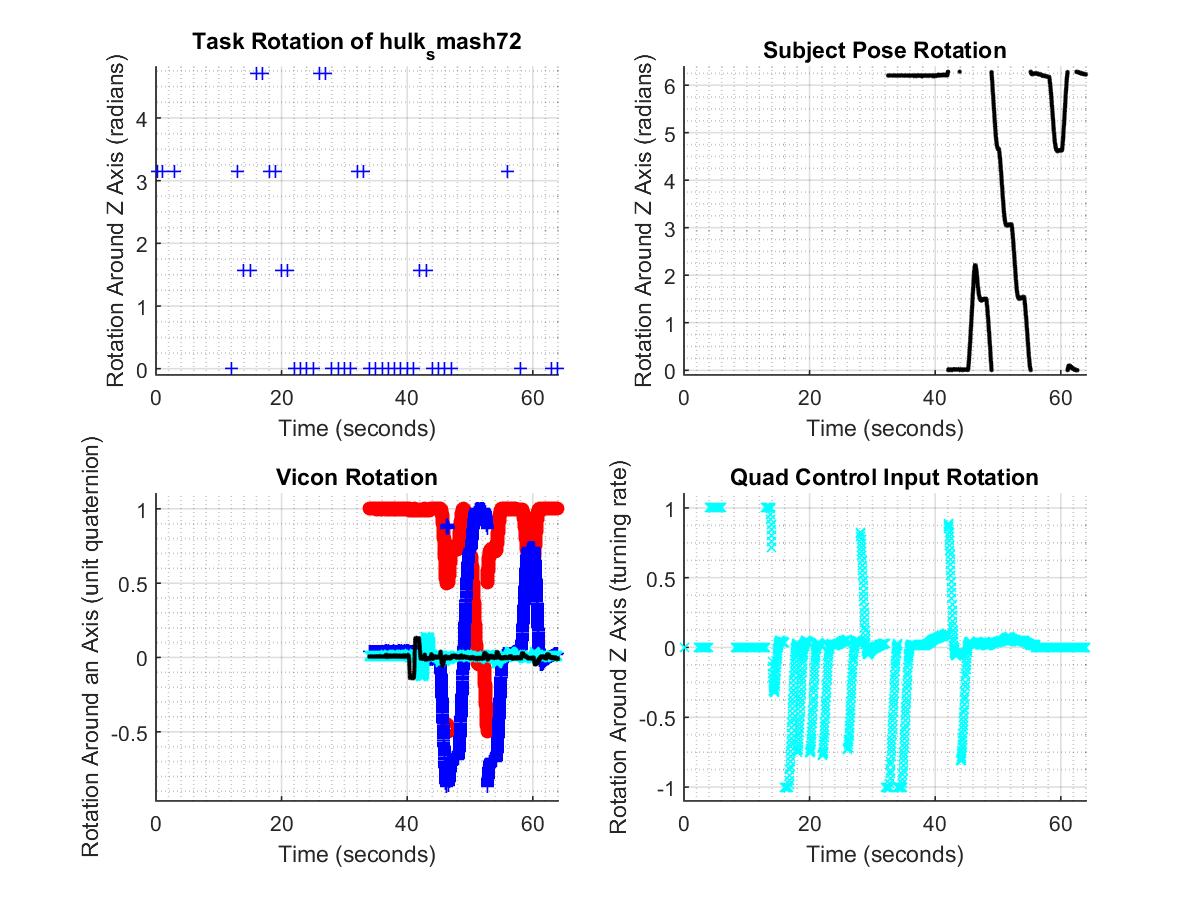 Task Rotation of hulksmash72
Rotation Around Z Axis (radians)
4
3
2
1
0
0 20 40 60
Time (seconds)
Subject Pose Rotation
Rotation Around Z Axis (radians)
6
5
4
3
2
1
0
0 20 40 60
Time (seconds)
Vicon Rotation
Rotation Around an Axis (unit quaternion)
1
0.5
0
-0.5
0 20 40 60
Time (seconds)
Quad Control Input Rotation
Rotation Around Z Axis (turning rate)
1
0.5
0
-0.5
-1
0 20 40 60
Time (seconds)